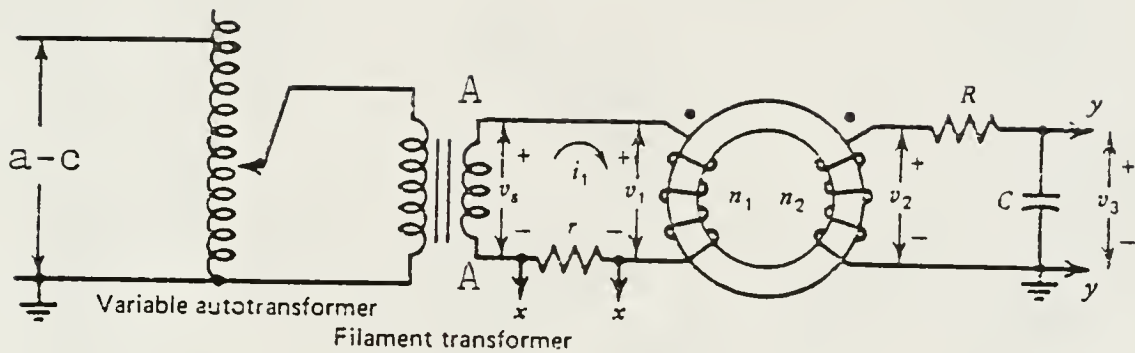 a-c
A
A
v_s
+
−
i_1
r
x
x
+
v_1
−
n_1
n_2
+
v_2
−
R
C
y
y
+
v_3
−
Variable autotransformer
Filament transformer